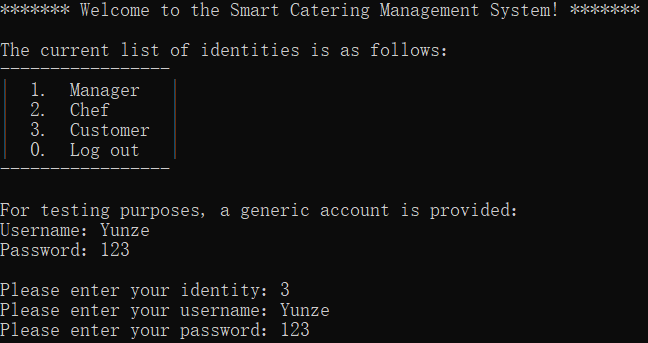 ******* Welcome to the Smart Catering Management System! *******
The current list of identities is as follows:
-----------------
| 1. Manager |
| 2. Chef |
| 3. Customer |
| 0. Log out |
-----------------
For testing purposes, a generic account is provided:
Username: Yunze
Password: 123
Please enter your identity: 3
Please enter your username: Yunze
Please enter your password: 123